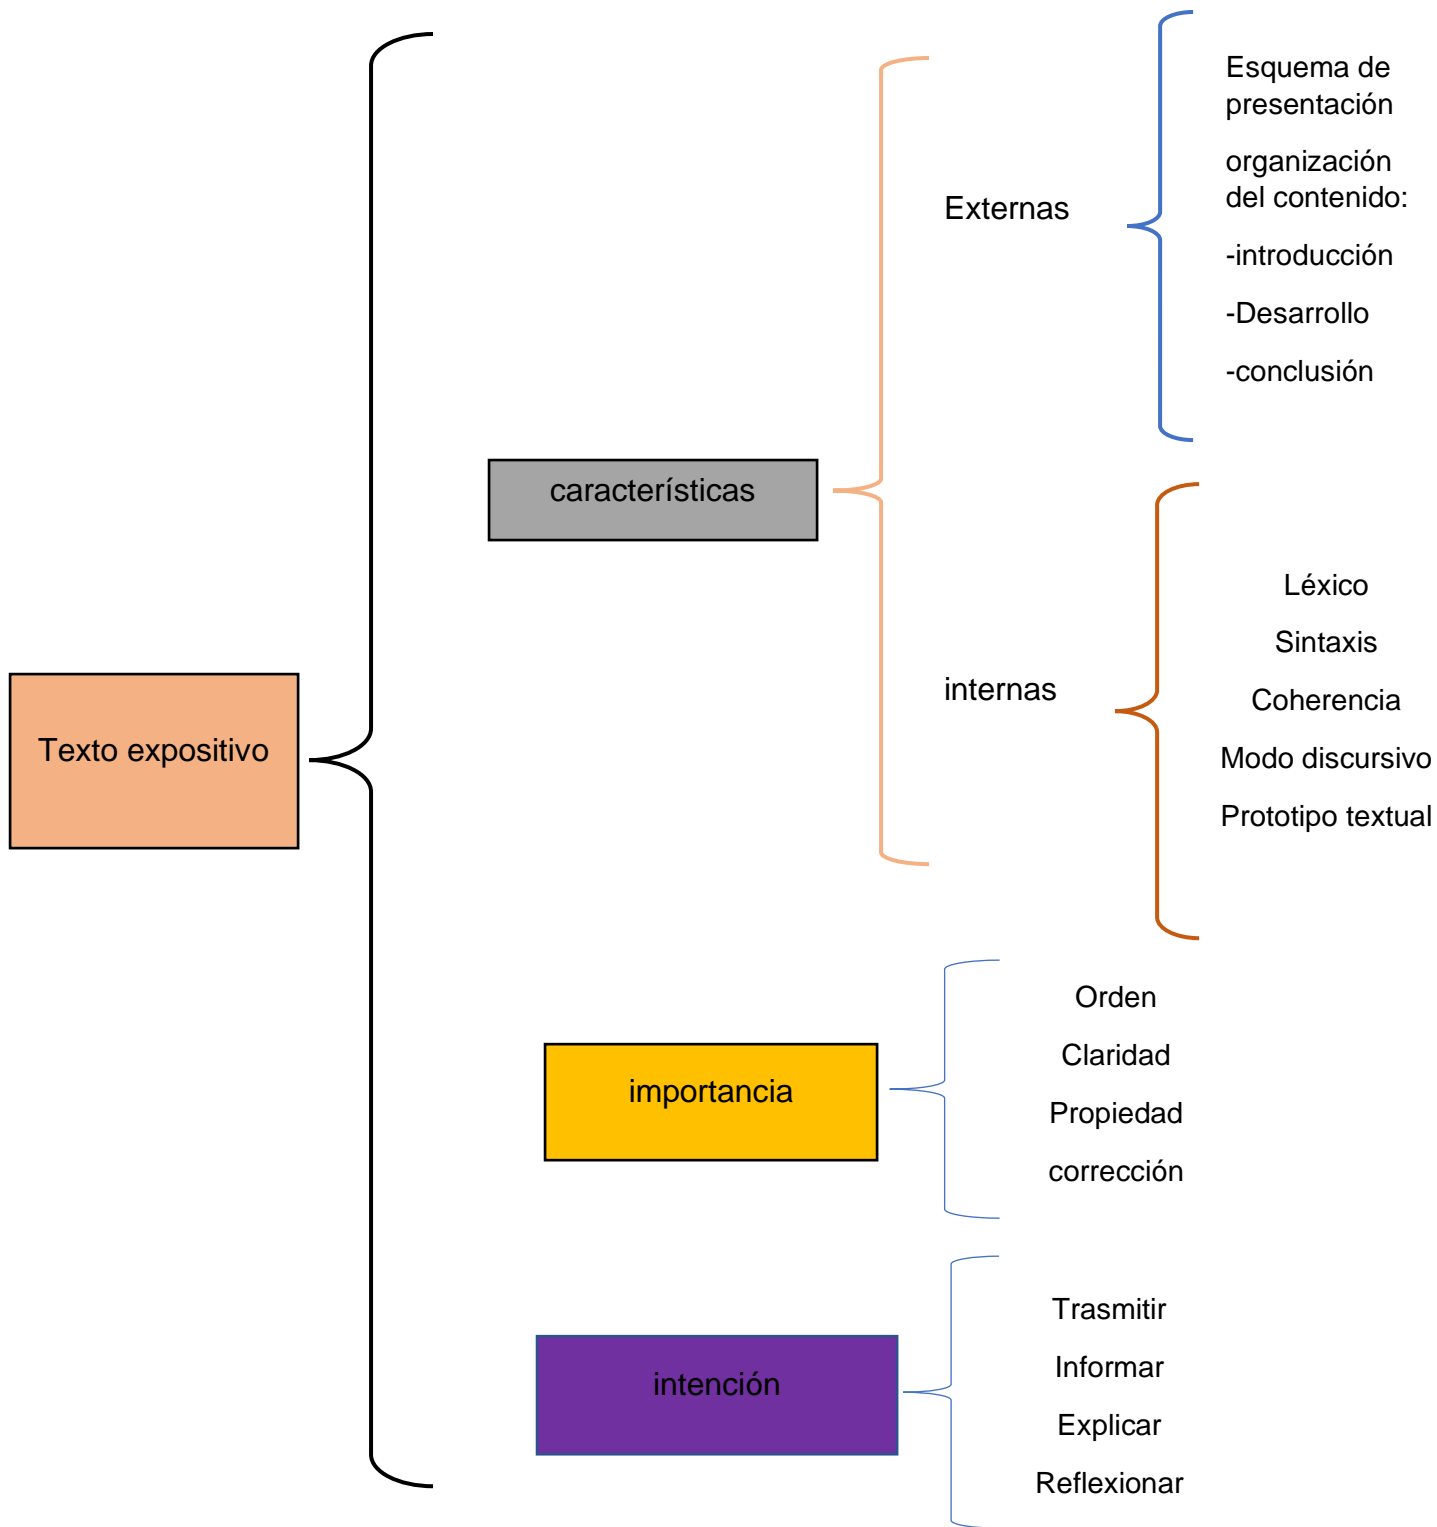 Texto expositivo
características
Externas
Esquema de
presentación
organización
del contenido:
-introducción
-Desarrollo
-conclusión
internas
Léxico
Sintaxis
Coherencia
Modo discursivo
Prototipo textual
importancia
Orden
Claridad
Propiedad
corrección
intención
Trasmitir
Informar
Explicar
Reflexionar